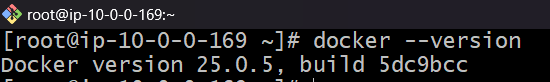 root@ip-10-0-0-169:~
[root@ip-10-0-0-169 ~]# docker --version
Docker version 25.0.5, build 5dc9bcc